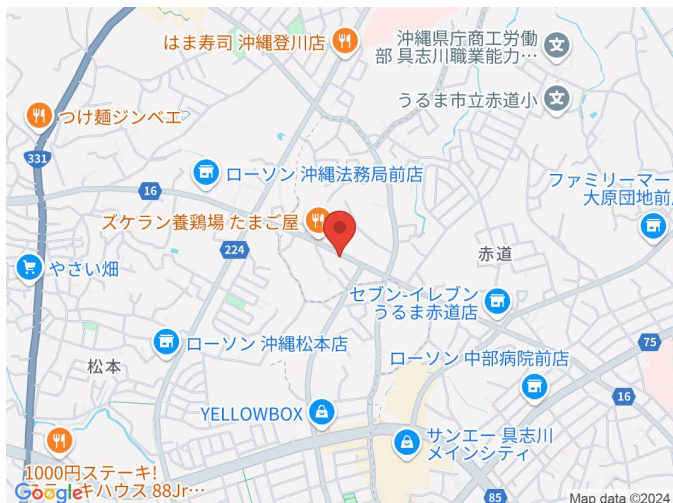 はま寿司 沖縄登川店
沖縄県庁商工労働
部 具志川職業能力…
うるま市立赤道小
つけ麺ジンベエ
331
ローソン 沖縄法務局前店
16
ファミリーマー
大原団地前店
ズケラン養鶏場 たまご屋
224
赤道
やさい畑
セブン-イレブン
うるま赤道店
ローソン 沖縄松本店
75
松本
ローソン 中部病院前店
16
YELLOWBOX
サンエー 具志川
メインシティ
1000円ステーキ!
ステーキハウス 88Jr…
Google
85
Map data ©2024